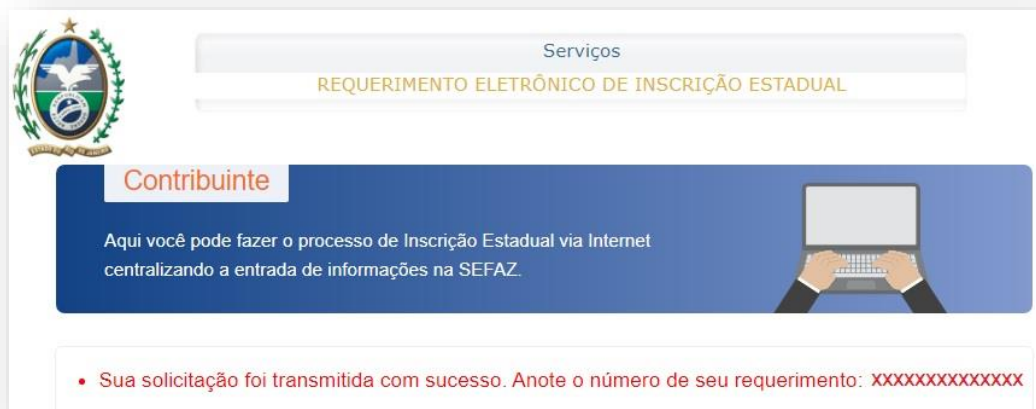 Serviços
REQUERIMENTO ELETRÔNICO DE INSCRIÇÃO ESTADUAL
Contribuinte
Aqui você pode fazer o processo de Inscrição Estadual via Internet
centralizando a entrada de informações na SEFAZ.
• Sua solicitação foi transmitida com sucesso. Anote o número de seu requerimento: XXXXXXXXXXXXXX